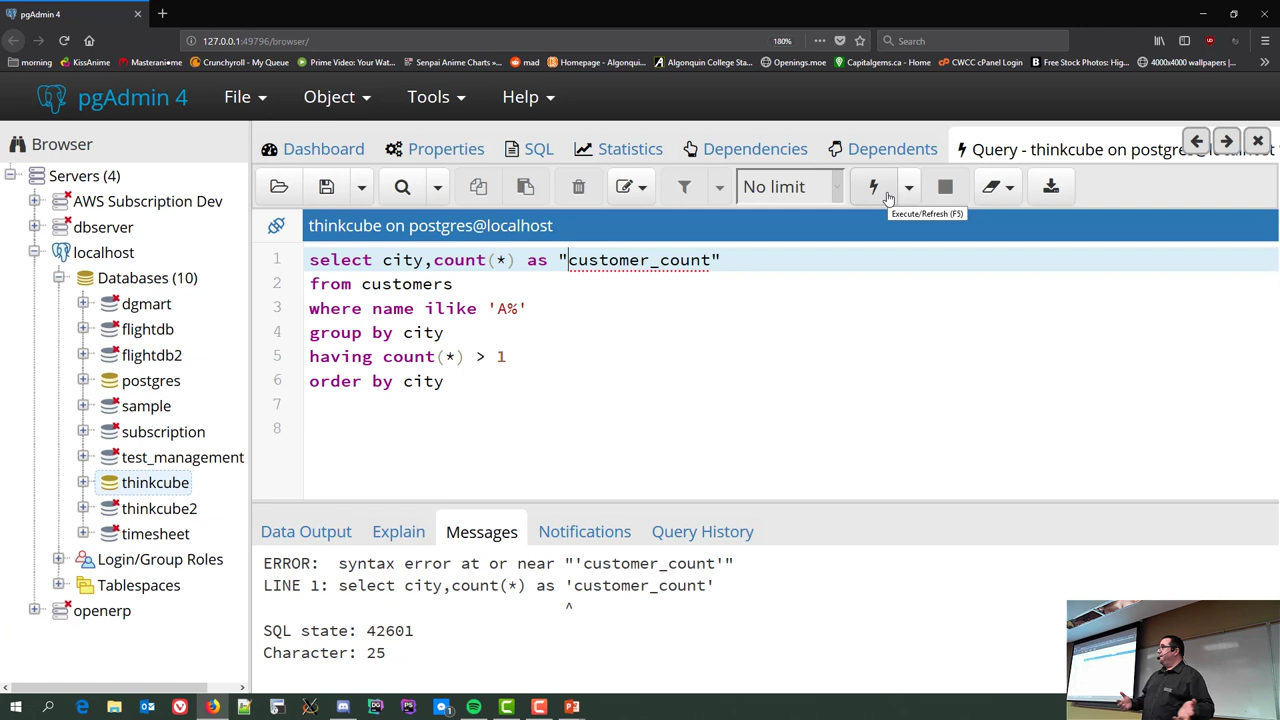 pgAdmin 4
127.0.0.1:49796/browser/
180%
Search
morning
KissAnime
Masterani●me
Crunchyroll - My Queue
Prime Video: Your Wat...
Senpai Anime Charts ...
mad
Homepage - Algonqui...
Algonquin College Sta...
Openings.moe
Capitalgems.ca - Home
CWCC cPanel Login
Free Stock Photos: Hig...
4000x4000 wallpapers |...
pgAdmin 4
File
Object
Tools
Help
Browser
Dashboard
Properties
SQL
Statistics
Dependencies
Dependents
Query - thinkcube on postgres@localhost
Servers (4)
AWS Subscription Dev
dbserver
localhost
Databases (10)
dgmart
flightdb
flightdb2
postgres
sample
subscription
test_management
thinkcube
thinkcube2
timesheet
Login/Group Roles
Tablespaces
openerp
No limit
Execute/Refresh (F5)
thinkcube on postgres@localhost
1 select city,count(*) as "customer_count"
2 from customers
3 where name ilike 'A%'
4 group by city
5 having count(*) > 1
6 order by city
7
8
Data Output
Explain
Messages
Notifications
Query History
ERROR: syntax error at or near "'customer_count'"
LINE 1: select city,count(*) as 'customer_count'
^
SQL state: 42601
Character: 25